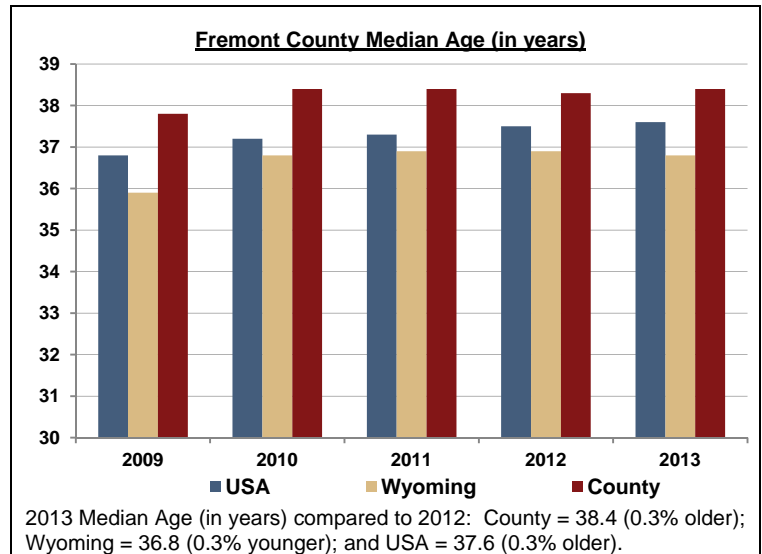 Fremont County Median Age (in years)
39
38
37
36
35
34
33
32
31
30
2009 2010 2011 2012 2013
USA Wyoming County
2013 Median Age (in years) compared to 2012: County = 38.4 (0.3% older);
Wyoming = 36.8 (0.3% younger); and USA = 37.6 (0.3% older).